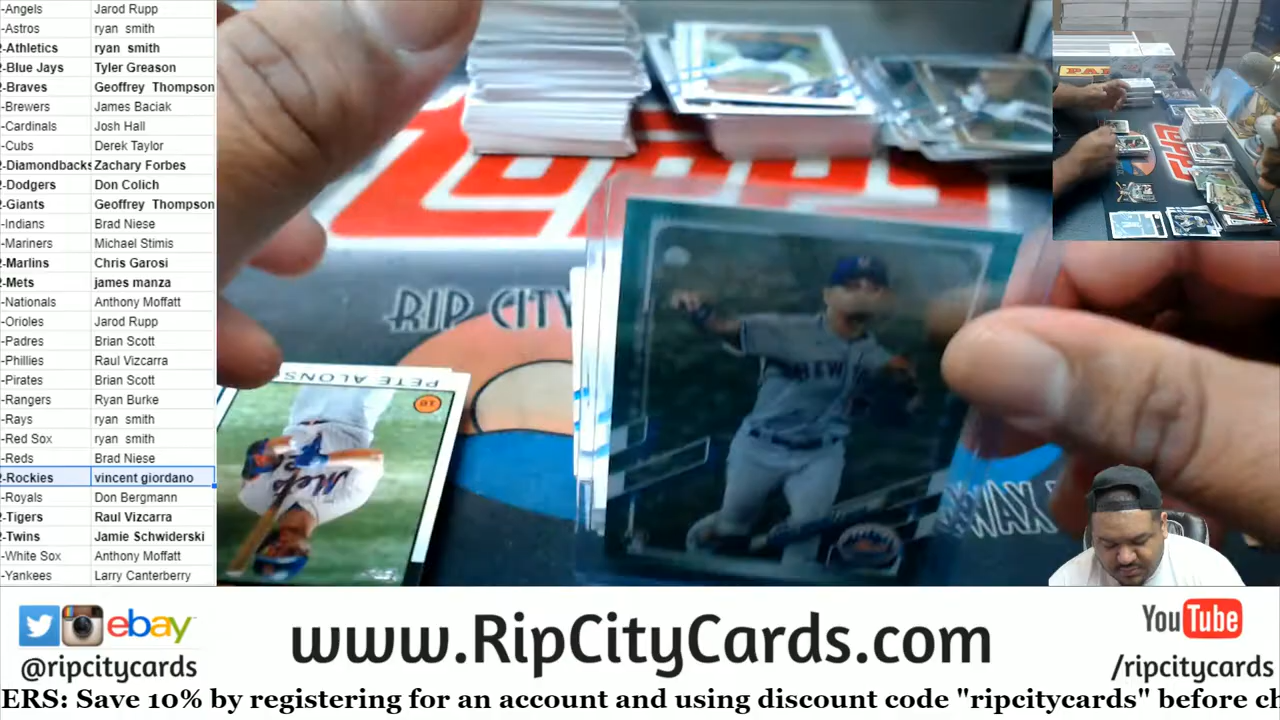 -Angels Jarod Rupp
-Astros ryan smith
2-Athletics ryan smith
2-Blue Jays Tyler Greason
2-Braves Geoffrey Thompson
-Brewers James Baciak
-Cardinals Josh Hall
-Cubs Derek Taylor
2-Diamondbacks Zachary Forbes
2-Dodgers Don Colich
2-Giants Geoffrey Thompson
-Indians Brad Niese
-Mariners Michael Stimis
2-Marlins Chris Garosi
2-Mets james manza
-Nationals Anthony Moffatt
-Orioles Jarod Rupp
-Padres Brian Scott
-Phillies Raul Vizcarra
-Pirates Brian Scott
-Rangers Ryan Burke
-Rays ryan smith
-Red Sox ryan smith
-Reds Brad Niese
2-Rockies vincent giordano
-Royals Don Bergmann
2-Tigers Raul Vizcarra
2-Twins Jamie Schwiderski
-White Sox Anthony Moffatt
-Yankees Larry Canterberry
RIP CITY
WAX
PETE ALONS
Mets
NEW
ebay
@ripcitycards
www.RipCityCards.com
YouTube
/ripcitycards
ERS: Save 10% by registering for an account and using discount code "ripcitycards" before ch